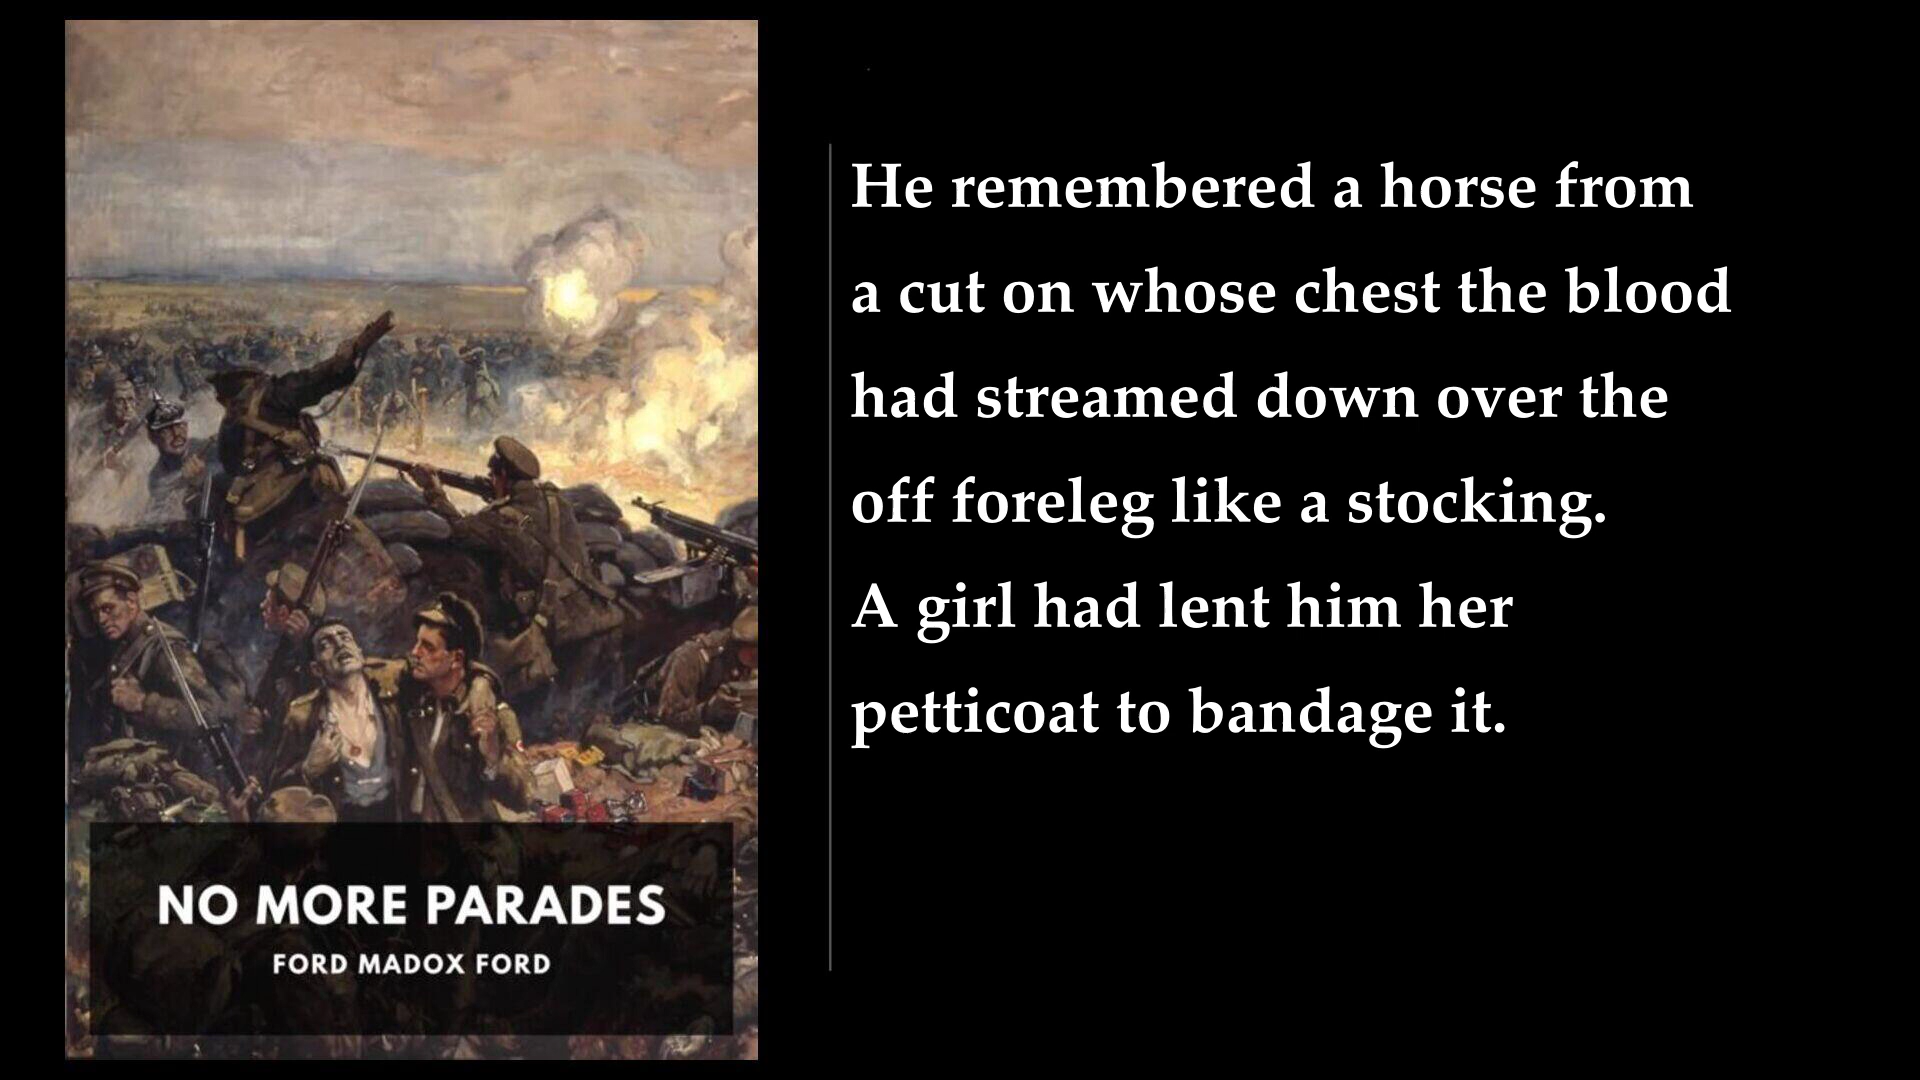 He remembered a horse from
a cut on whose chest the blood
had streamed down over the
off foreleg like a stocking.
A girl had lent him her
petticoat to bandage it.
NO MORE PARADES
FORD MADOX FORD